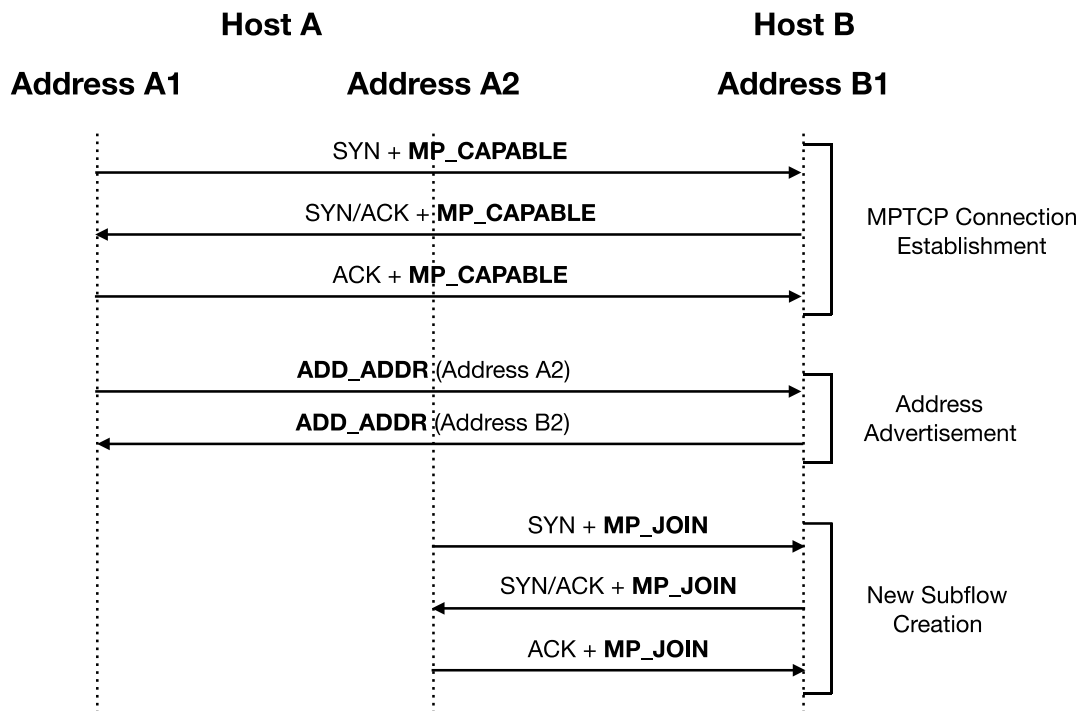 Host A
Host B
Address A1
Address A2
Address B1
SYN + MP_CAPABLE
SYN/ACK + MP_CAPABLE
ACK + MP_CAPABLE
MPTCP Connection
Establishment
ADD_ADDR (Address A2)
ADD_ADDR (Address B2)
Address
Advertisement
SYN + MP_JOIN
SYN/ACK + MP_JOIN
ACK + MP_JOIN
New Subflow
Creation